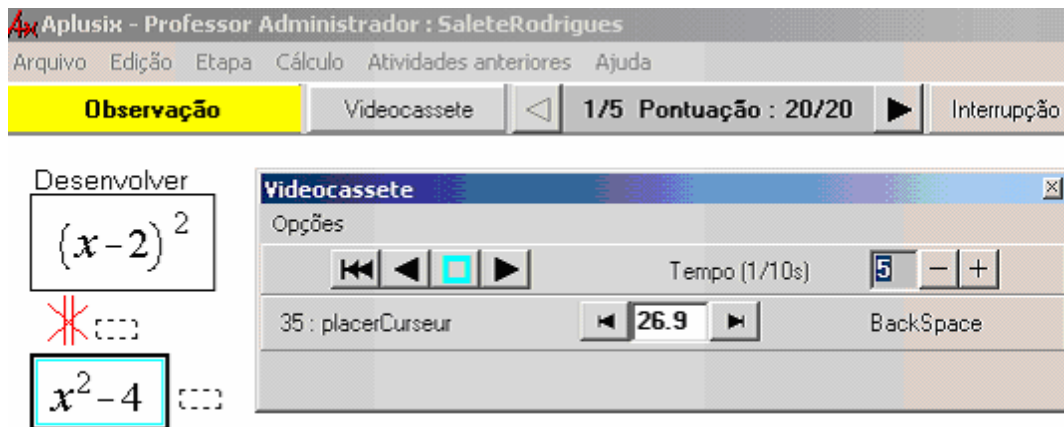 Aplusix - Professor Administrador : SaleteRodrigues
Arquivo Edição Etapa Cálculo Atividades anteriores Ajuda
Observação Videocassete 1/5 Pontuação : 20/20 Interrupção
Desenvolver
(x-2)²
x²-4
Videocassete
Opções
Tempo (1/10s) 5 - +
35 : placerCurseur 26.9 BackSpace